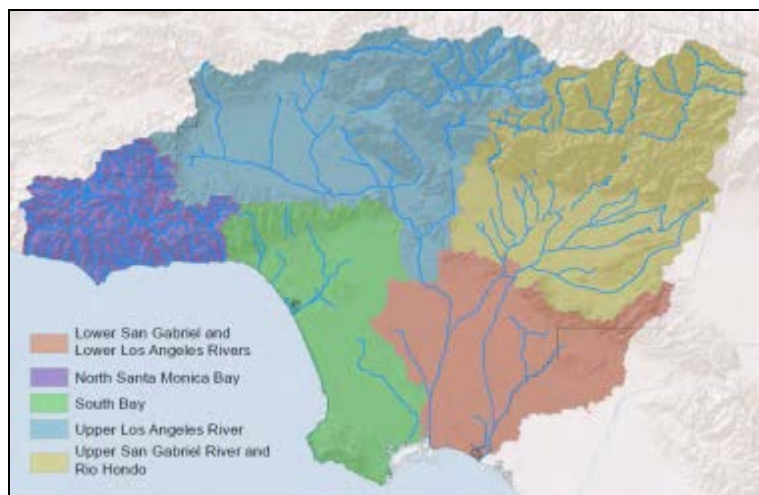 Lower San Gabriel and
Lower Los Angeles Rivers
North Santa Monica Bay
South Bay
Upper Los Angeles River
Upper San Gabriel River and
Rio Hondo